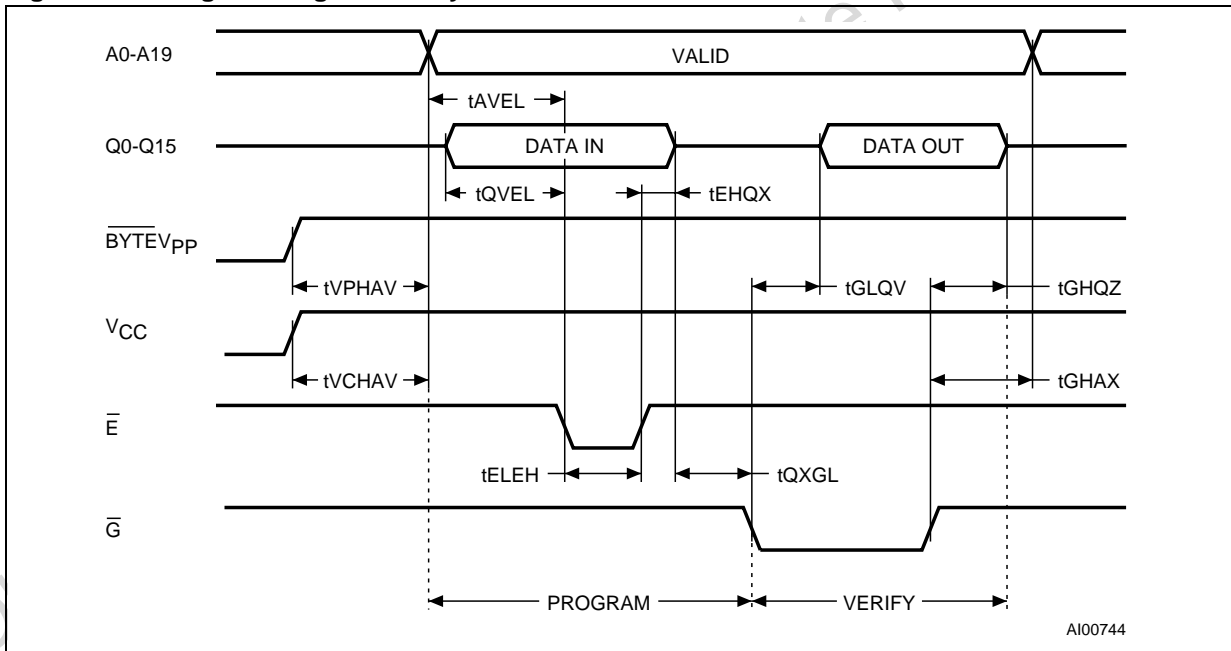 A0-A19
VALID
tAVEL
Q0-Q15
DATA IN
DATA OUT
tQVEL
tEHQX
BYTEVPP
tVPHAV
tGLQV
tGHQZ
VCC
tVCHAV
tGHAX
E
tELEH
tQXGL
G
PROGRAM
VERIFY
AI00744